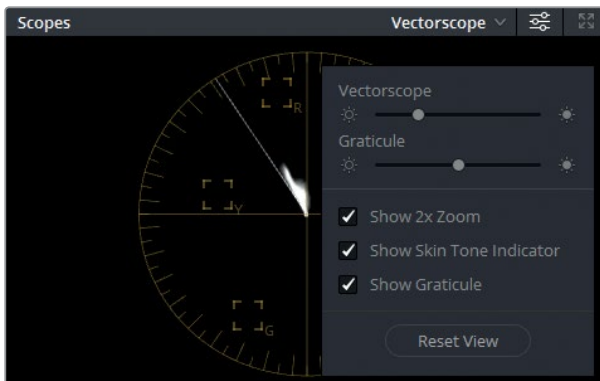 Scopes Vectorscope
R
Vectorscope
Graticule
Y
Show 2x Zoom
Show Skin Tone Indicator
Show Graticule
G
Reset View